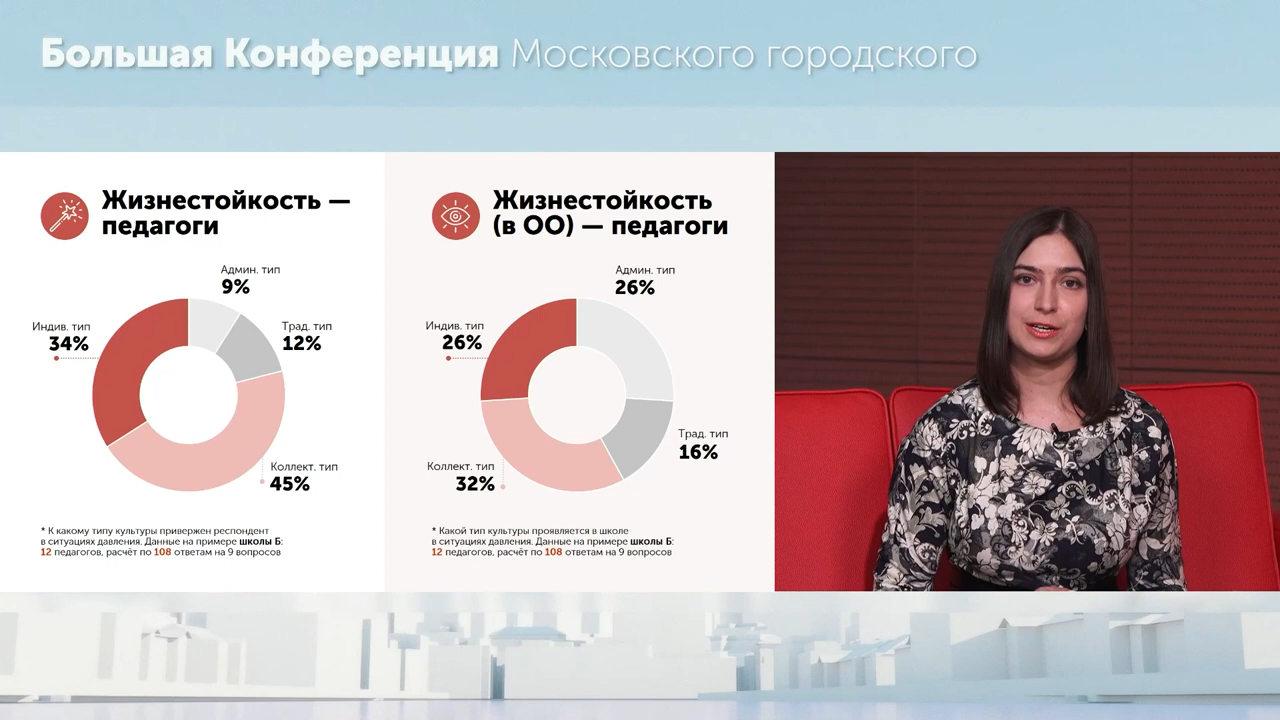 Большая Конференция Московского городского
Жизнестойкость —
педагоги
Админ. тип
9%
Индив. тип
34%
Трад. тип
12%
Коллект. тип
45%
* К какому типу культуры привержен респондент
в ситуациях давления. Данные на примере школы Б:
12 педагогов, расчёт по 108 ответам на 9 вопросов
Жизнестойкость
(в ОО) — педагоги
Админ. тип
26%
Индив. тип
26%
Трад. тип
16%
Коллект. тип
32%
* Какой тип культуры проявляется в школе
в ситуациях давления. Данные на примере школы Б:
12 педагогов, расчёт по 108 ответам на 9 вопросов